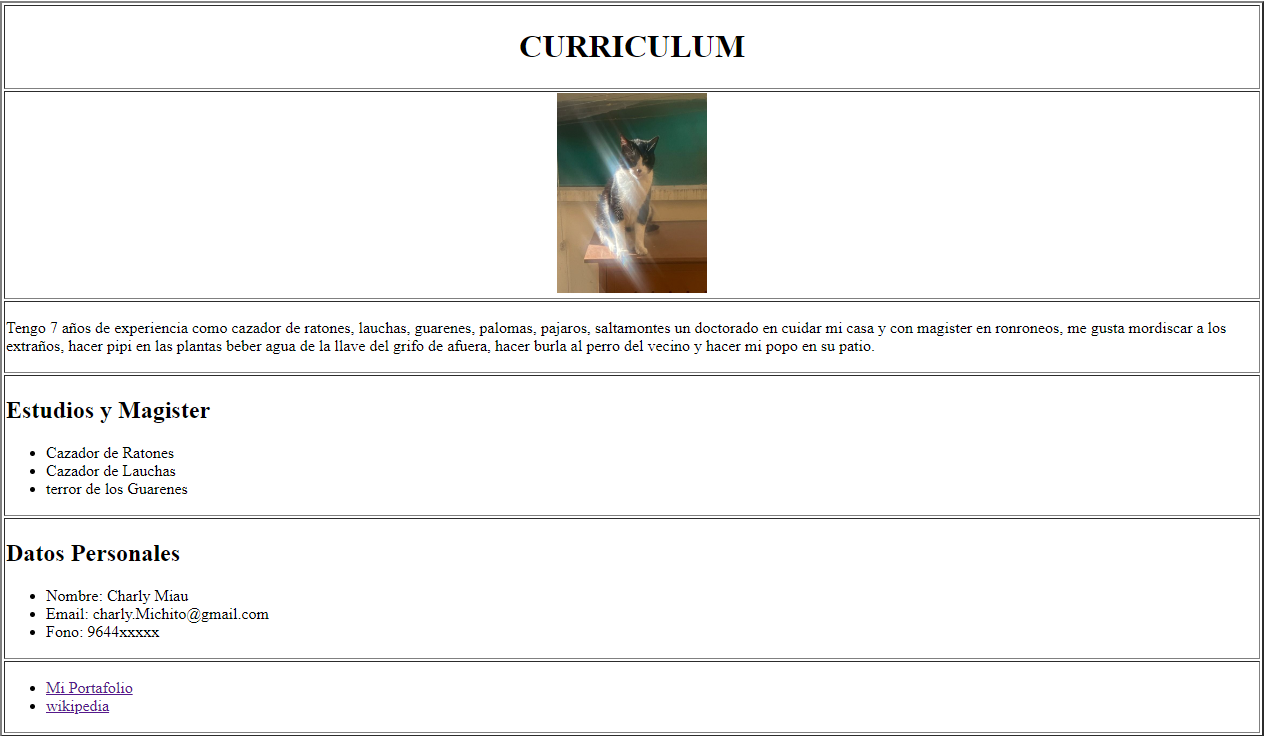 CURRICULUM
Tengo 7 años de experiencia como cazador de ratones, lauchas, guarenes, palomas, pajaros, saltamontes un doctorado en cuidar mi casa y con magister en ronroneos, me gusta mordiscar a los
extraños, hacer pipi en las plantas beber agua de la llave del grifo de afuera, hacer burla al perro del vecino y hacer mi popo en su patio.
Estudios y Magister
Cazador de Ratones
Cazador de Lauchas
terror de los Guarenes
Datos Personales
Nombre: Charly Miau
Email: charly.Michito@gmail.com
Fono: 9644xxxxx
Mi Portafolio
wikipedia